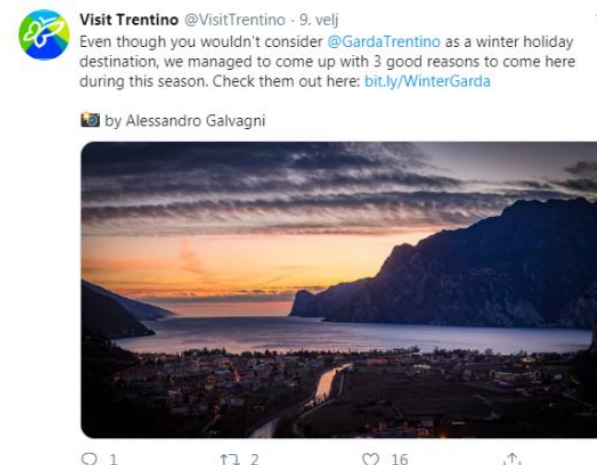 Visit Trentino @VisitTrentino · 9. velj
Even though you wouldn't consider @GardaTrentino as a winter holiday
destination, we managed to come up with 3 good reasons to come here
during this season. Check them out here: bit.ly/WinterGarda
📸 by Alessandro Galvagni
1 2 16